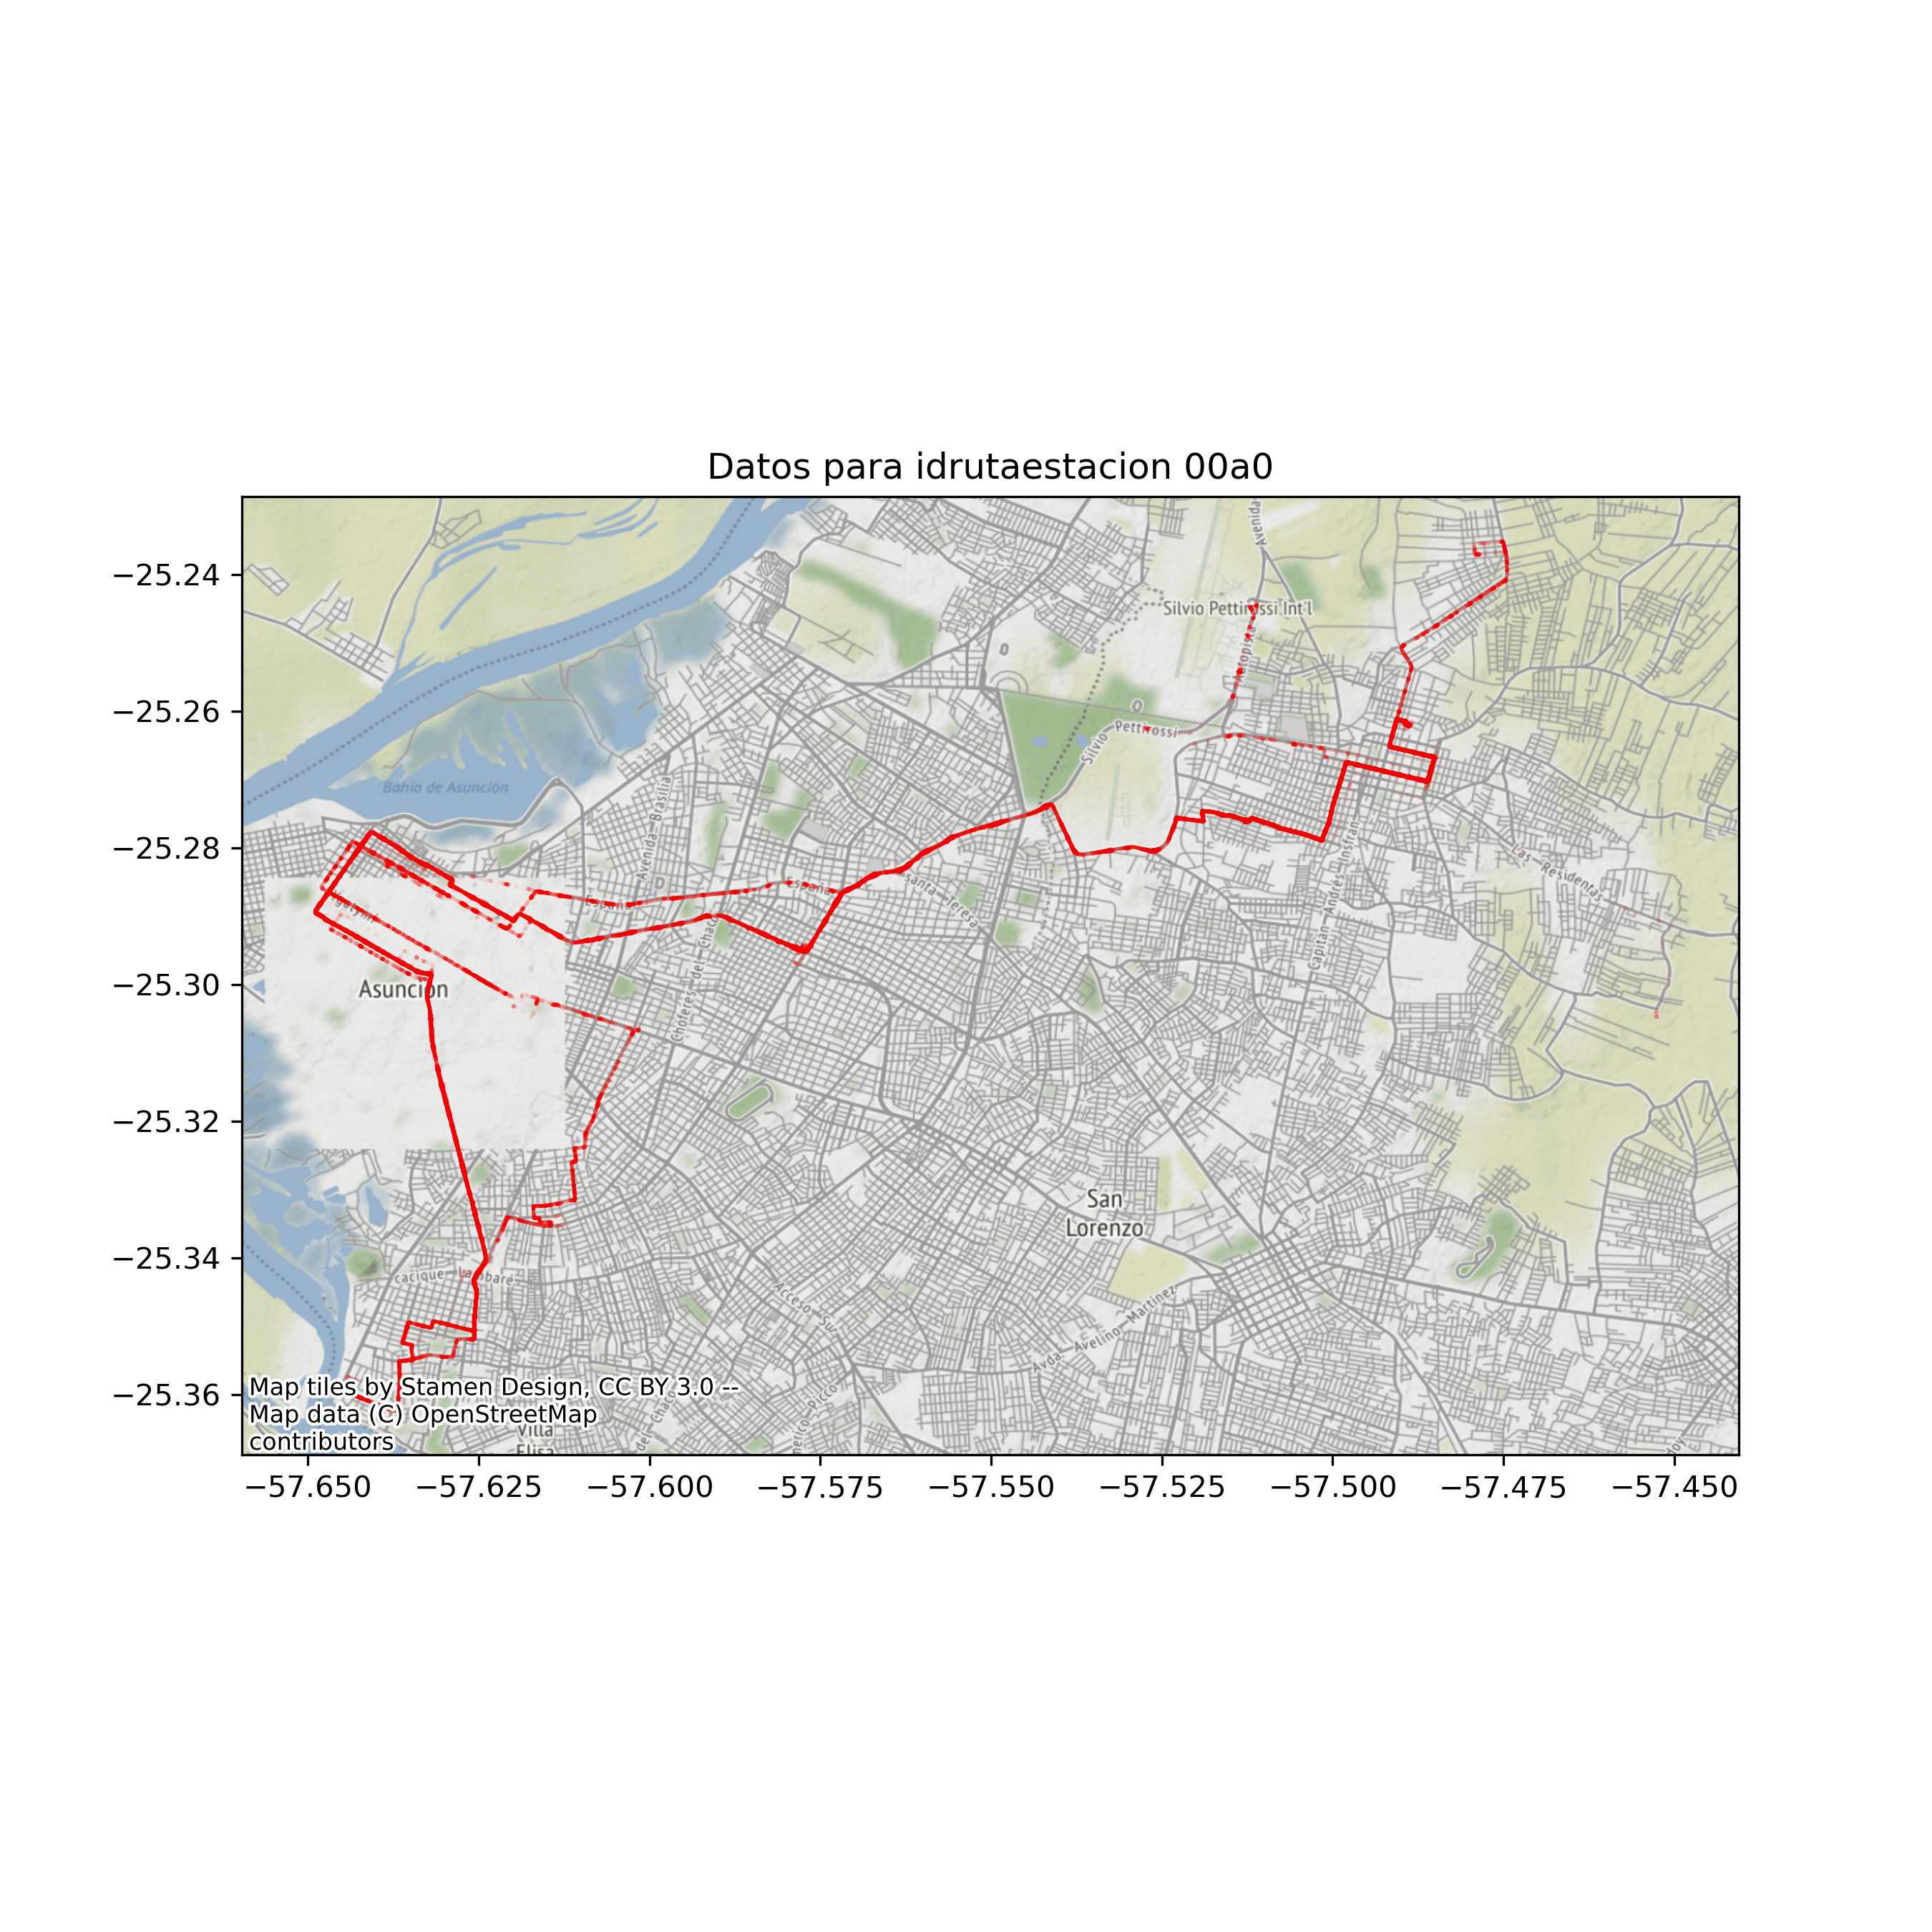 Datos para idrutaestacion 00a0
−25.24
−25.26
−25.28
−25.30
−25.32
−25.34
−25.36
Avenida
Silvio Pettirossi Int'l
Autopista
Silvio Pettirossi
Bahía de Asunción
Avenida Brasilia
España
España
Santa Teresa
Ygatymí
Choferes del Chaco
Capitán Andrés Insfrán
Las Residentas
Asunción
San
Lorenzo
cacique Lambaré
Acceso Sur
Avda. Avelino Martínez
Map tiles by Stamen Design, CC BY 3.0 --
Map data (C) OpenStreetMap
contributors
Villa
Elisa
del Chaco
−57.650
−57.625
−57.600
−57.575
−57.550
−57.525
−57.500
−57.475
−57.450